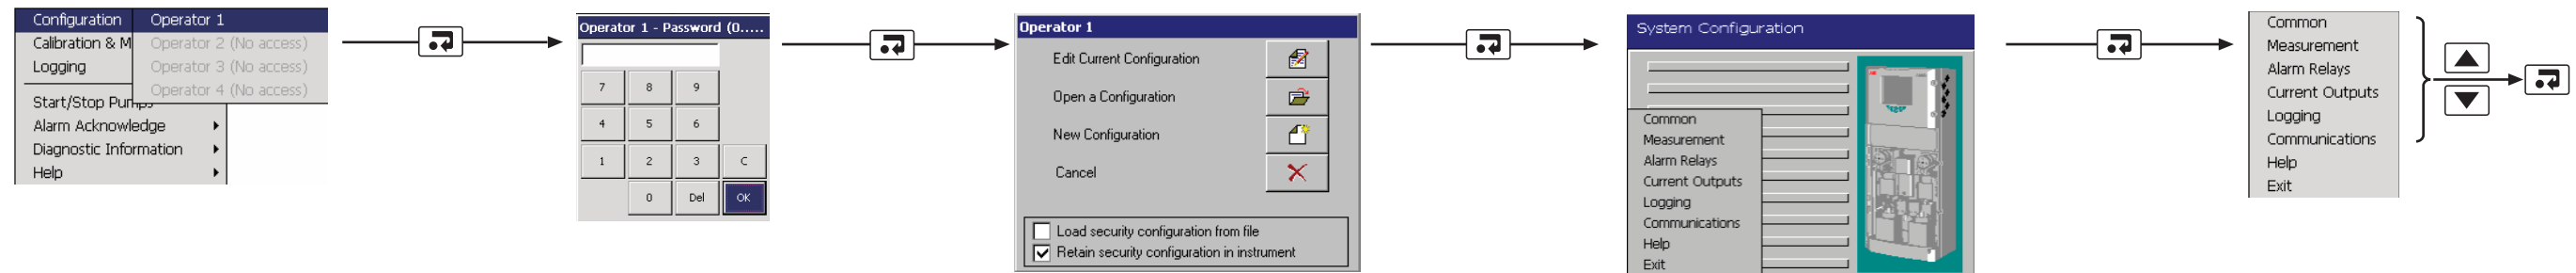 Configuration
Calibration & M
Logging
Start/Stop Pumps
Alarm Acknowledge
Diagnostic Information
Help
Operator 1
Operator 2 (No access)
Operator 3 (No access)
Operator 4 (No access)
Operator 1 - Password (0.....
7 8 9
4 5 6
1 2 3 C
0 Del OK
Operator 1
Edit Current Configuration
Open a Configuration
New Configuration
Cancel
Load security configuration from file
Retain security configuration in instrument
System Configuration
Common
Measurement
Alarm Relays
Current Outputs
Logging
Communications
Help
Exit
Common
Measurement
Alarm Relays
Current Outputs
Logging
Communications
Help
Exit